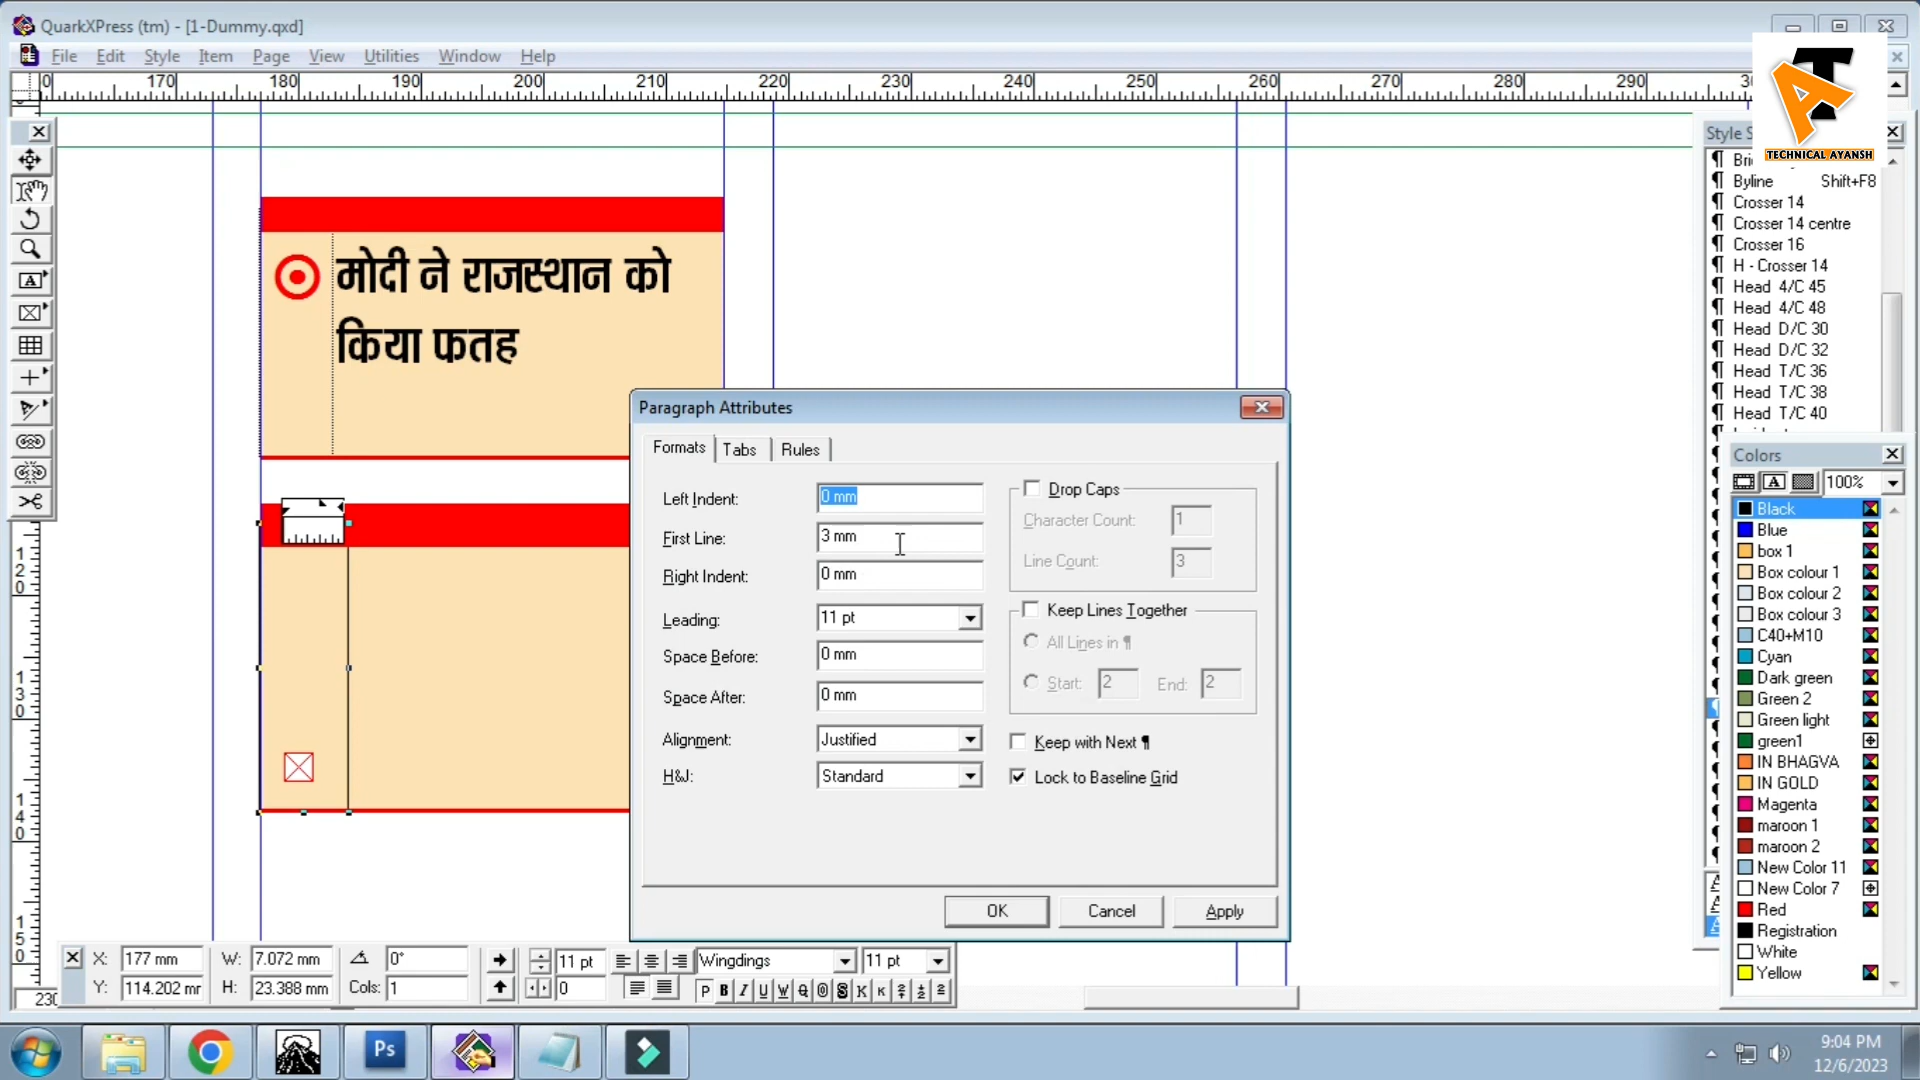 QuarkXPress (tm) - [1-Dummy.qxd]
File Edit Style Item Page View Utilities Window Help
170 180 190 200 210 220 230 240 250 260 270 280 290
TECHNICAL AYANSH
मोदी ने राजस्थान को
किया फतह
Paragraph Attributes
Formats Tabs Rules
Left Indent: 0 mm
First Line: 3 mm
Right Indent: 0 mm
Leading: 11 pt
Space Before: 0 mm
Space After: 0 mm
Alignment: Justified
H&J: Standard
Drop Caps
Character Count: 1
Line Count: 3
Keep Lines Together
All Lines in ¶
Start: 2 End: 2
Keep with Next ¶
Lock to Baseline Grid
OK Cancel Apply
Style S
Byline Shift+F8
Crosser 14
Crosser 14 centre
Crosser 16
H - Crosser 14
Head 4/C 45
Head 4/C 48
Head D/C 30
Head D/C 32
Head T/C 36
Head T/C 38
Head T/C 40
Colors
100%
Black
Blue
box 1
Box colour 1
Box colour 2
Box colour 3
C40+M10
Cyan
Dark green
Green 2
Green light
green1
IN BHAGVA
IN GOLD
Magenta
maroon 1
maroon 2
New Color 11
New Color 7
Red
Registration
White
Yellow
X: 177 mm W: 7.072 mm 0° 11 pt Wingdings 11 pt
Y: 114.202 mr H: 23.388 mm Cols: 1 0 P B I U W
Ps
9:04 PM
12/6/2023